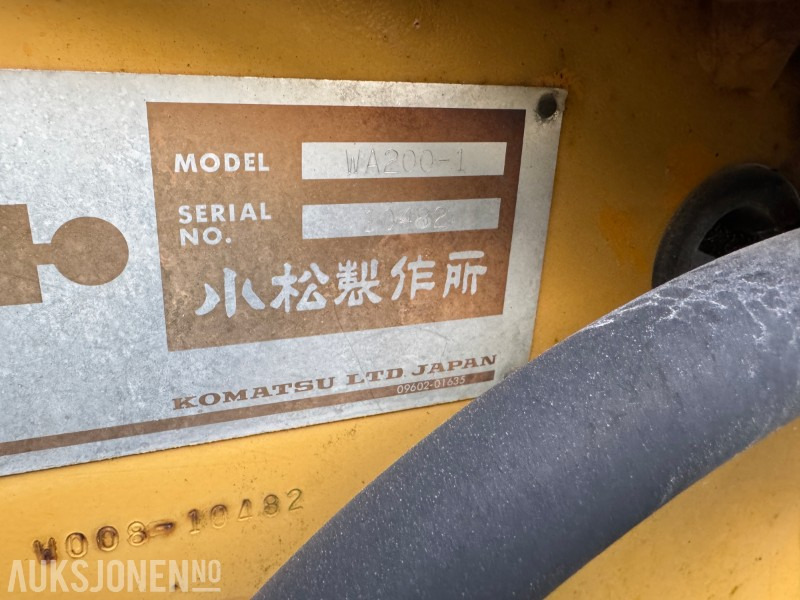 MODEL WA200-1
SERIAL NO. 10482
小松製作所
KOMATSU LTD JAPAN
09602-01635
W008-10482
A
AUKSJONEN.NO